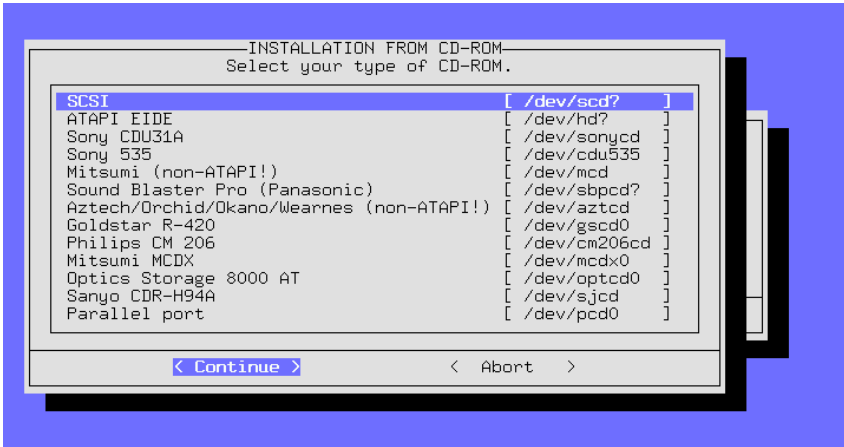 INSTALLATION FROM CD-ROM
Select your type of CD-ROM.
SCSI [ /dev/scd? ]
ATAPI EIDE [ /dev/hd? ]
Sony CDU31A [ /dev/sonycd ]
Sony 535 [ /dev/cdu535 ]
Mitsumi (non-ATAPI!) [ /dev/mcd ]
Sound Blaster Pro (Panasonic) [ /dev/sbpcd? ]
Aztech/Orchid/Okano/Wearnes (non-ATAPI!) [ /dev/aztcd ]
Goldstar R-420 [ /dev/gscd0 ]
Philips CM 206 [ /dev/cm206cd ]
Mitsumi MCDX [ /dev/mcdx0 ]
Optics Storage 8000 AT [ /dev/optcd0 ]
Sanyo CDR-H94A [ /dev/sjcd ]
Parallel port [ /dev/pcd0 ]
< Continue > < Abort >